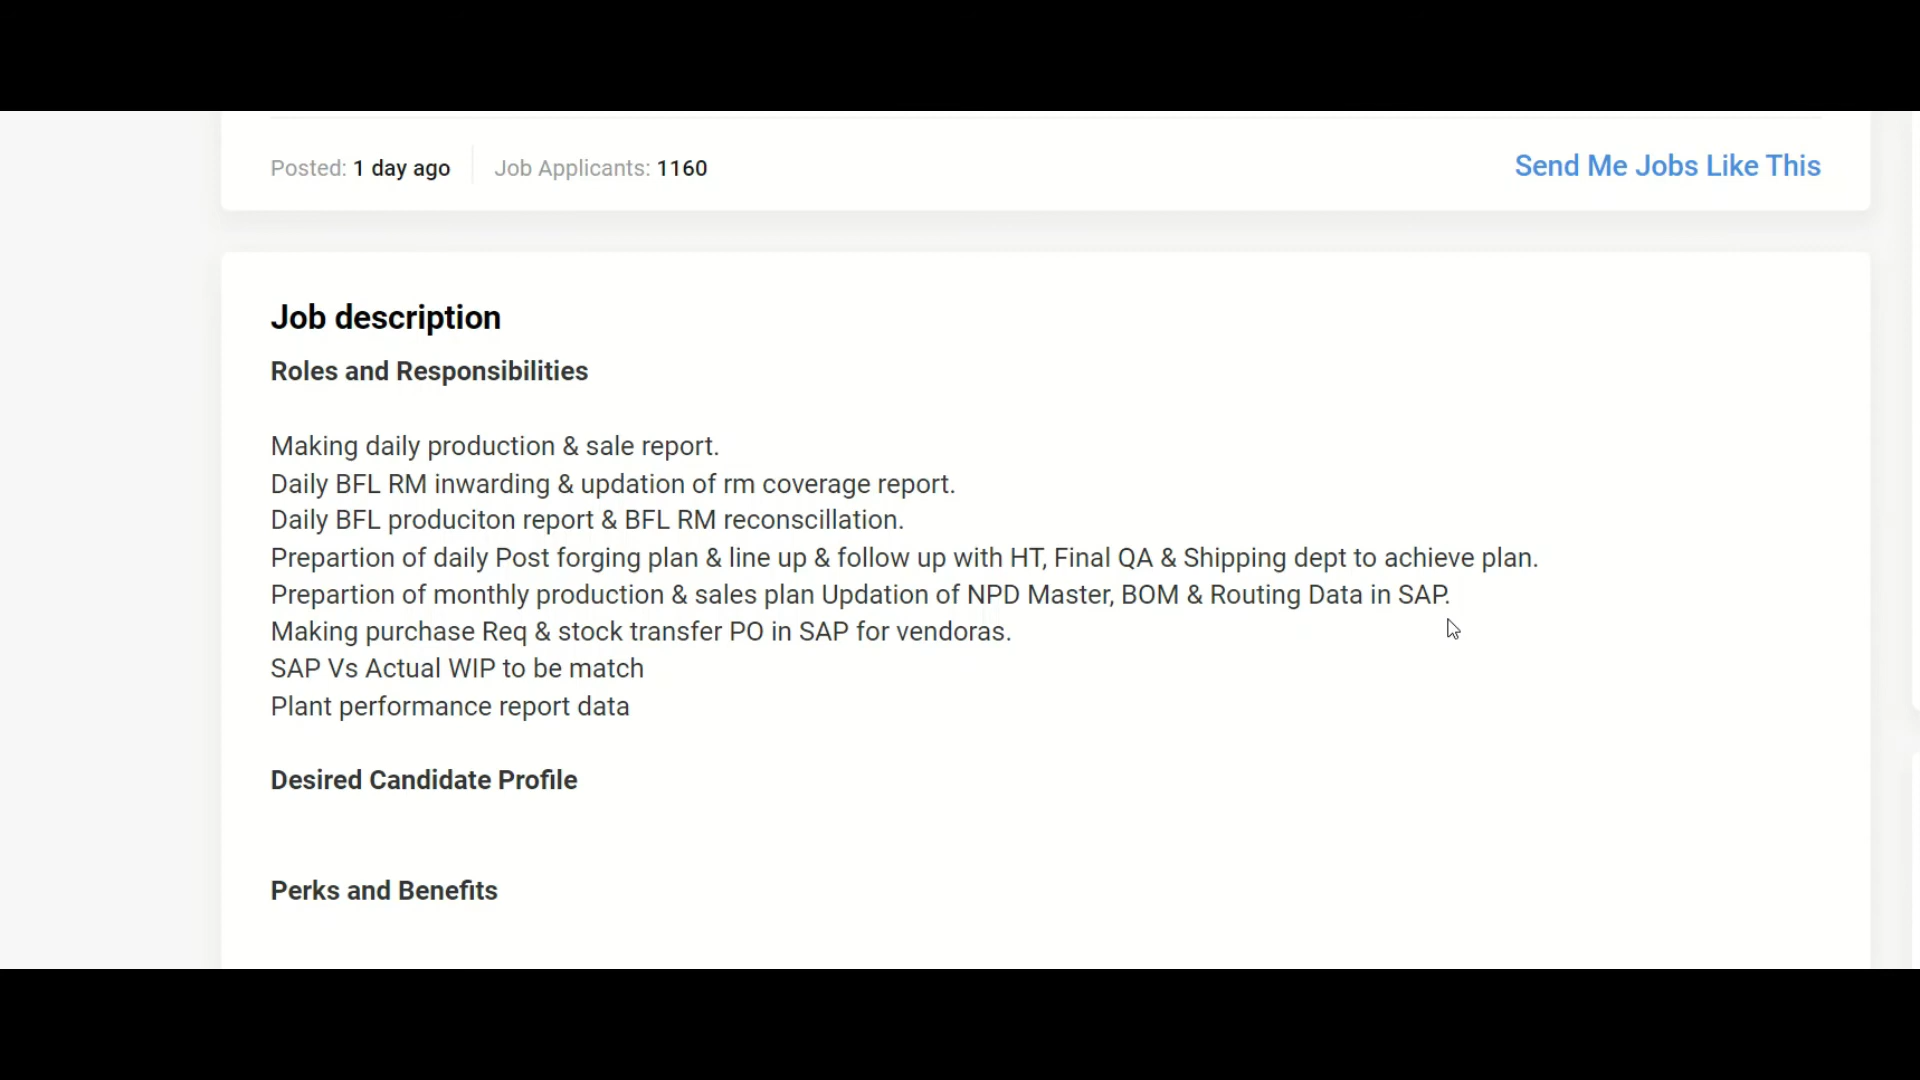 Posted: 1 day ago Job Applicants: 1160 Send Me Jobs Like This
Job description
Roles and Responsibilities
Making daily production & sale report.
Daily BFL RM inwarding & updation of rm coverage report.
Daily BFL produciton report & BFL RM reconscillation.
Prepartion of daily Post forging plan & line up & follow up with HT, Final QA & Shipping dept to achieve plan.
Prepartion of monthly production & sales plan Updation of NPD Master, BOM & Routing Data in SAP.
Making purchase Req & stock transfer PO in SAP for vendoras.
SAP Vs Actual WIP to be match
Plant performance report data
Desired Candidate Profile
Perks and Benefits